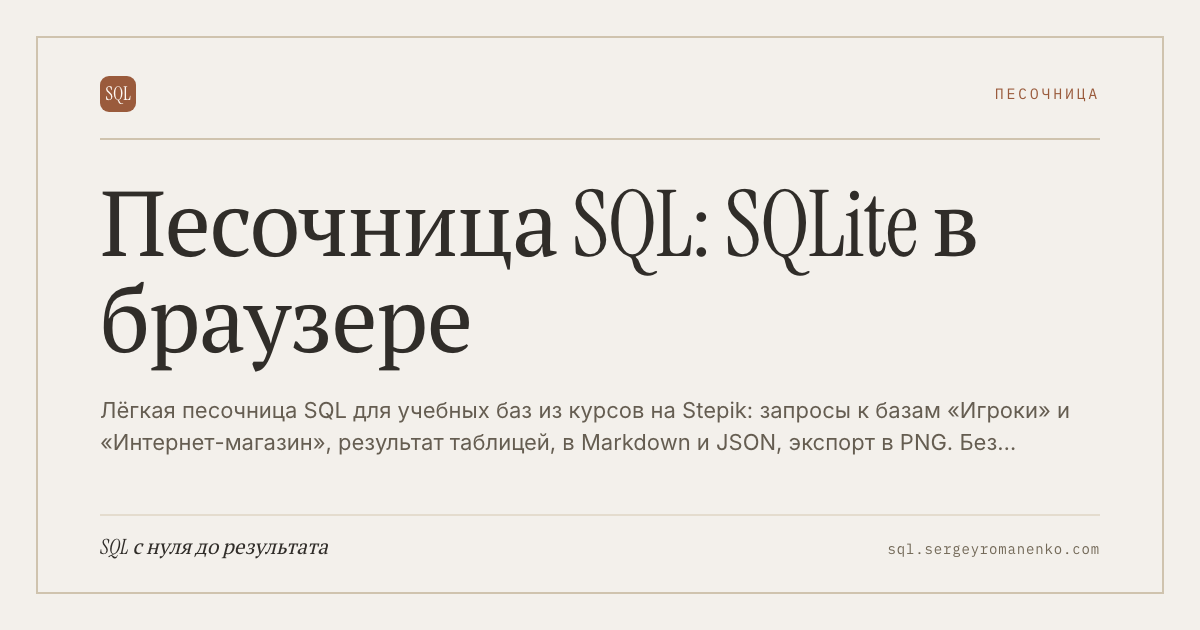 SQL
ПЕСОЧНИЦА
Песочница SQL: SQLite в
браузере
Лёгкая песочница SQL для учебных баз из курсов на Stepik: запросы к базам «Игроки» и
«Интернет-магазин», результат таблицей, в Markdown и JSON, экспорт в PNG. Без...
SQL с нуля до результата
sql.sergeyromanenko.com